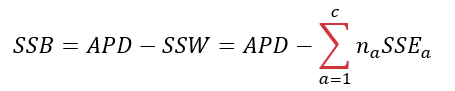 SSB = APD − SSW = APD − ∑_{a=1}^{c} n_a SSE_a